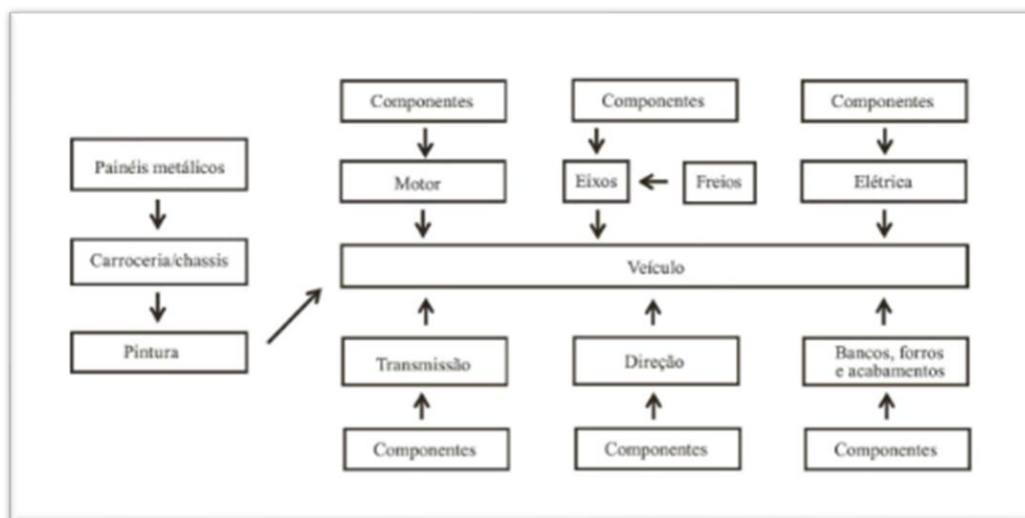 Painéis metálicos
Carroceria/chassis
Pintura
Componentes
Componentes
Componentes
Motor
Eixos
Freios
Elétrica
Veículo
Transmissão
Direção
Bancos, forros
e acabamentos
Componentes
Componentes
Componentes